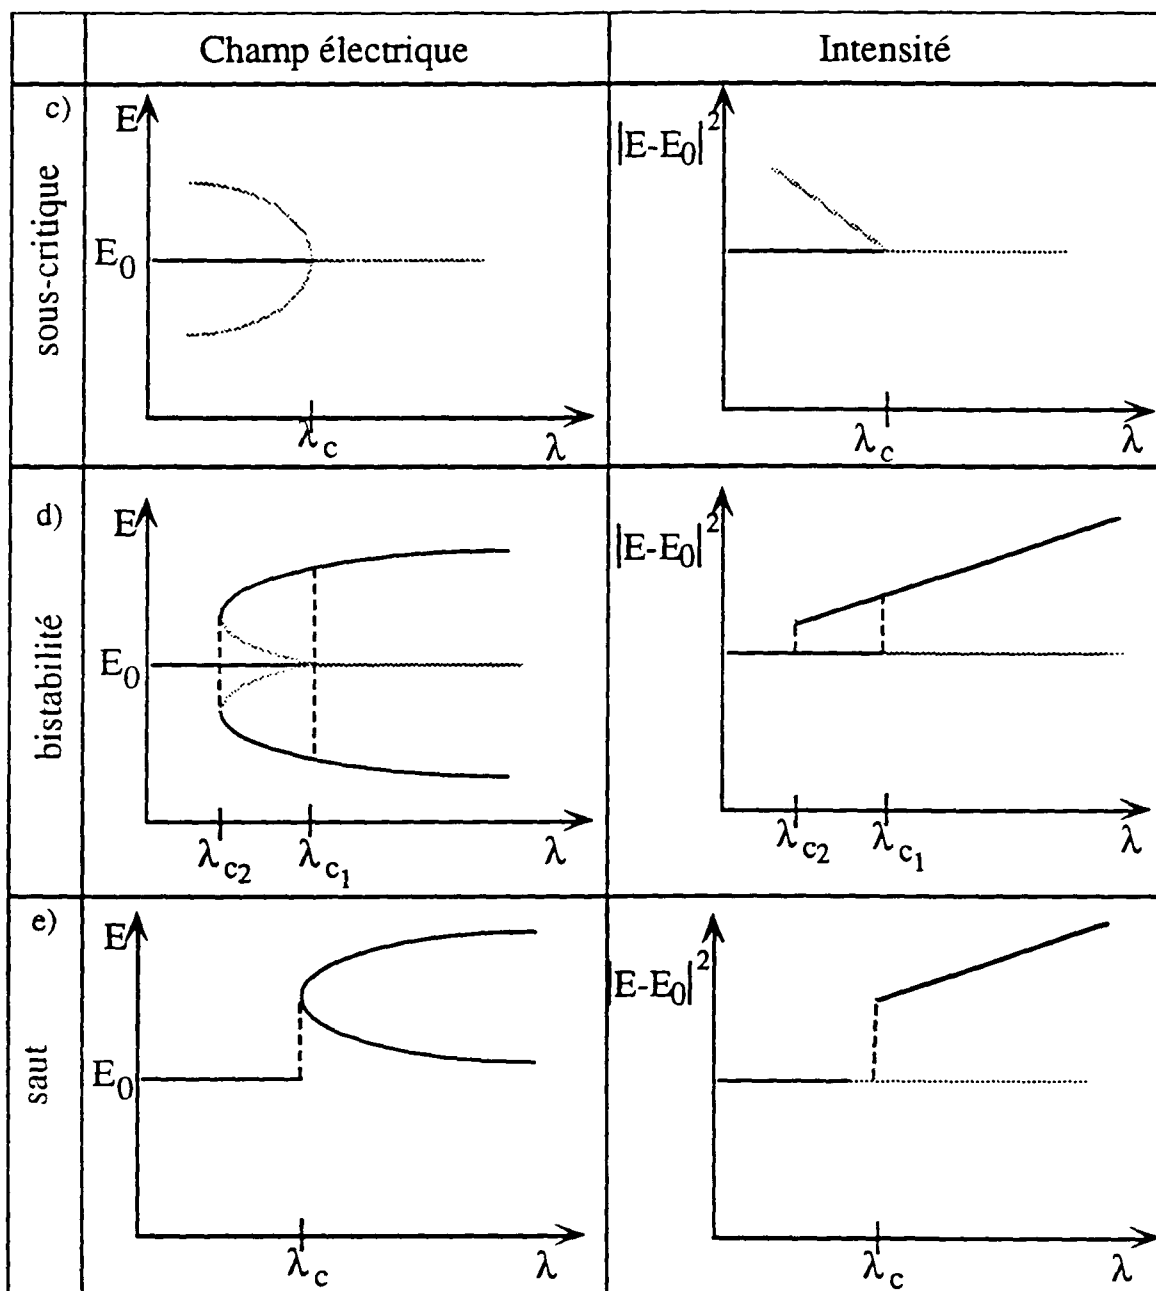 Champ électrique
Intensité
c)
sous-critique
E
E₀
λc
λ
|E-E₀|²
λc
λ
d)
bistabilité
E
E₀
λc₂
λc₁
λ
|E-E₀|²
λc₂
λc₁
λ
e)
saut
E
E₀
λc
λ
|E-E₀|²
λc
λ